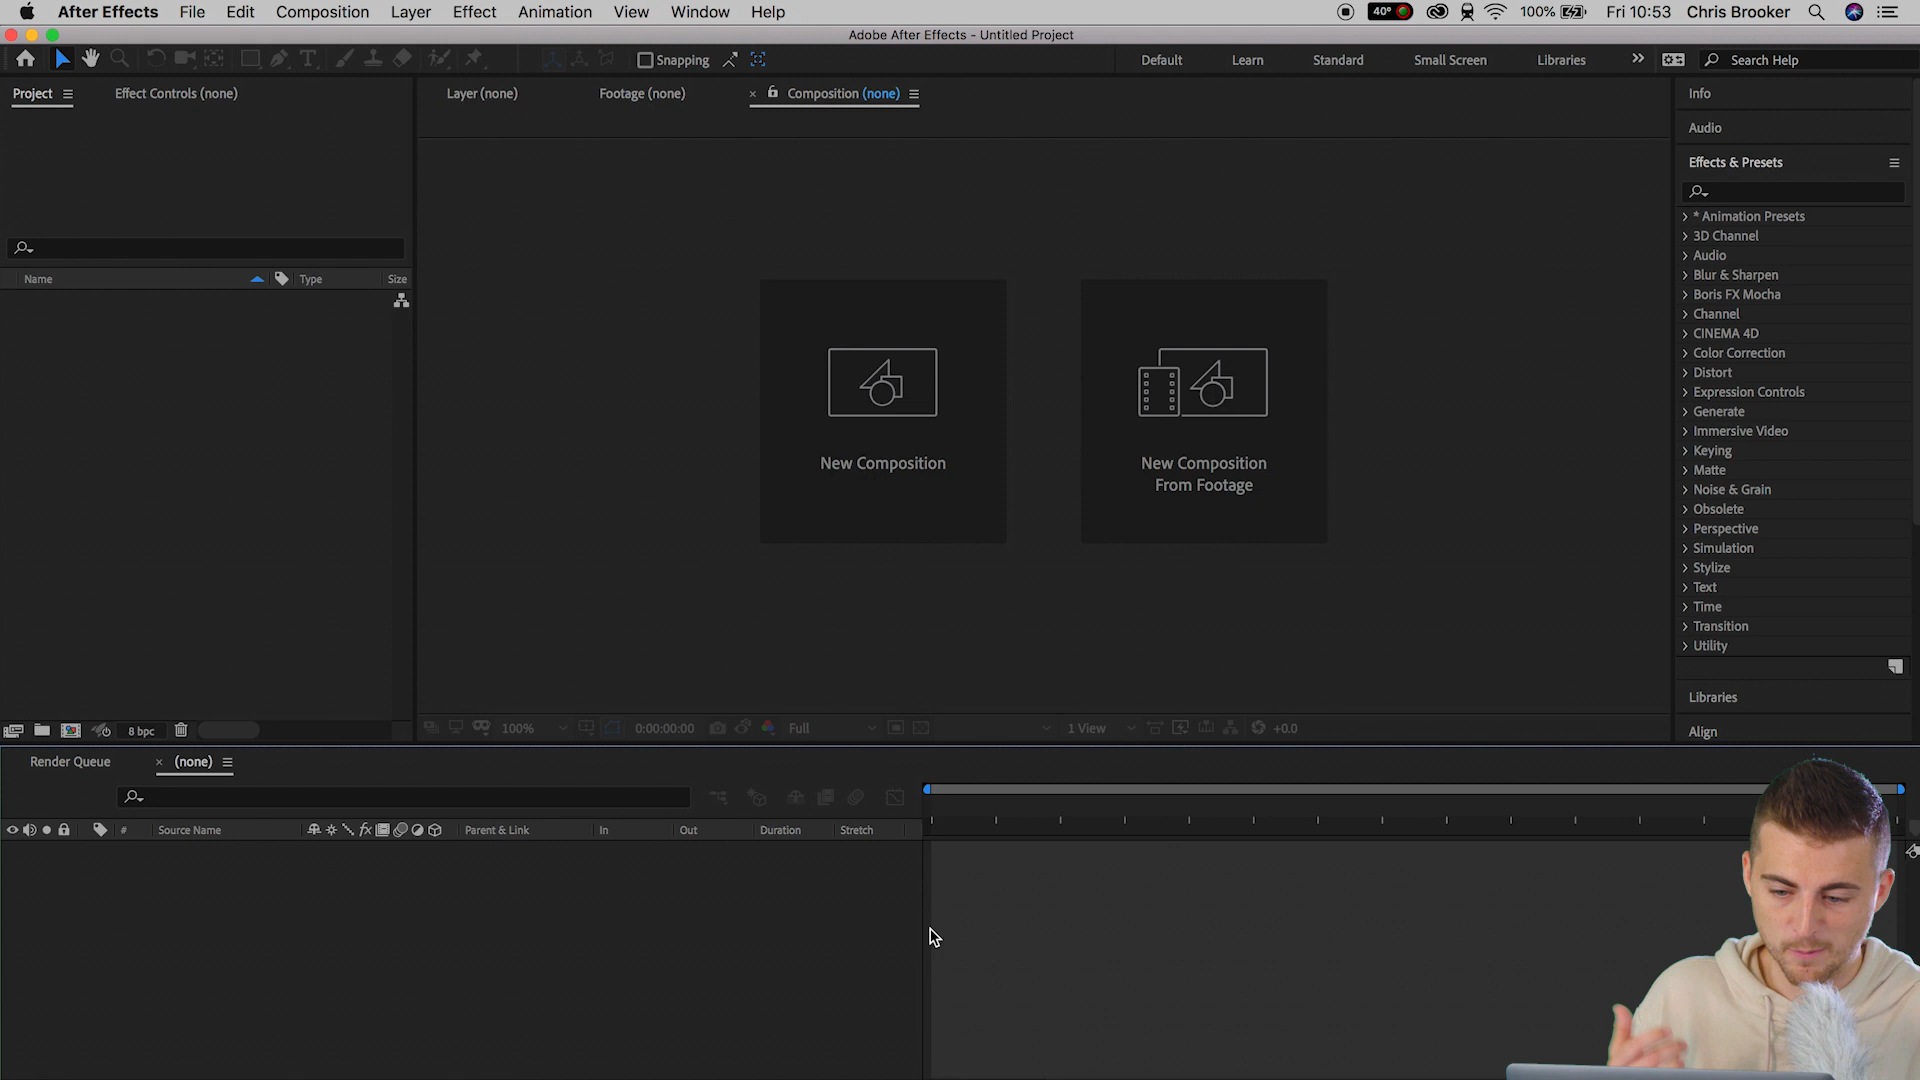 After Effects File Edit Composition Layer Effect Animation View Window Help 40° 100% Fri 10:53 Chris Brooker
Adobe After Effects - Untitled Project
Snapping Default Learn Standard Small Screen Libraries Search Help
Project Effect Controls (none) Layer (none) Footage (none) Composition (none) Info
Audio
Effects & Presets
* Animation Presets
3D Channel
Audio
Blur & Sharpen
Boris FX Mocha
Channel
CINEMA 4D
Color Correction
Distort
Expression Controls
Generate
Immersive Video
Keying
Matte
Noise & Grain
Obsolete
Perspective
Simulation
Stylize
Text
Time
Transition
Utility
Libraries
Align
Name Type Size
New Composition
New Composition
From Footage
8 bpc 100% 0:00:00:00 Full 1 View +0.0
Render Queue (none)
# Source Name fx Parent & Link In Out Duration Stretch